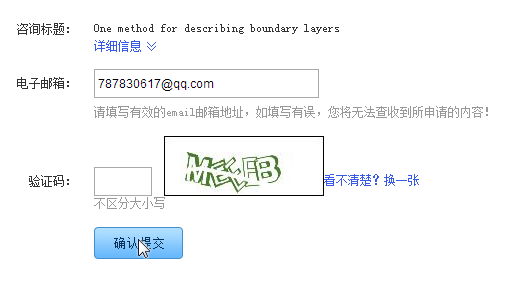 咨询标题： One method for describing boundary layers
详细信息
电子邮箱： 787830617@qq.com
请填写有效的email邮箱地址，如填写有误，您将无法查收到所申请的内容！
验证码： 看不清楚？换一张
不区分大小写
确认提交